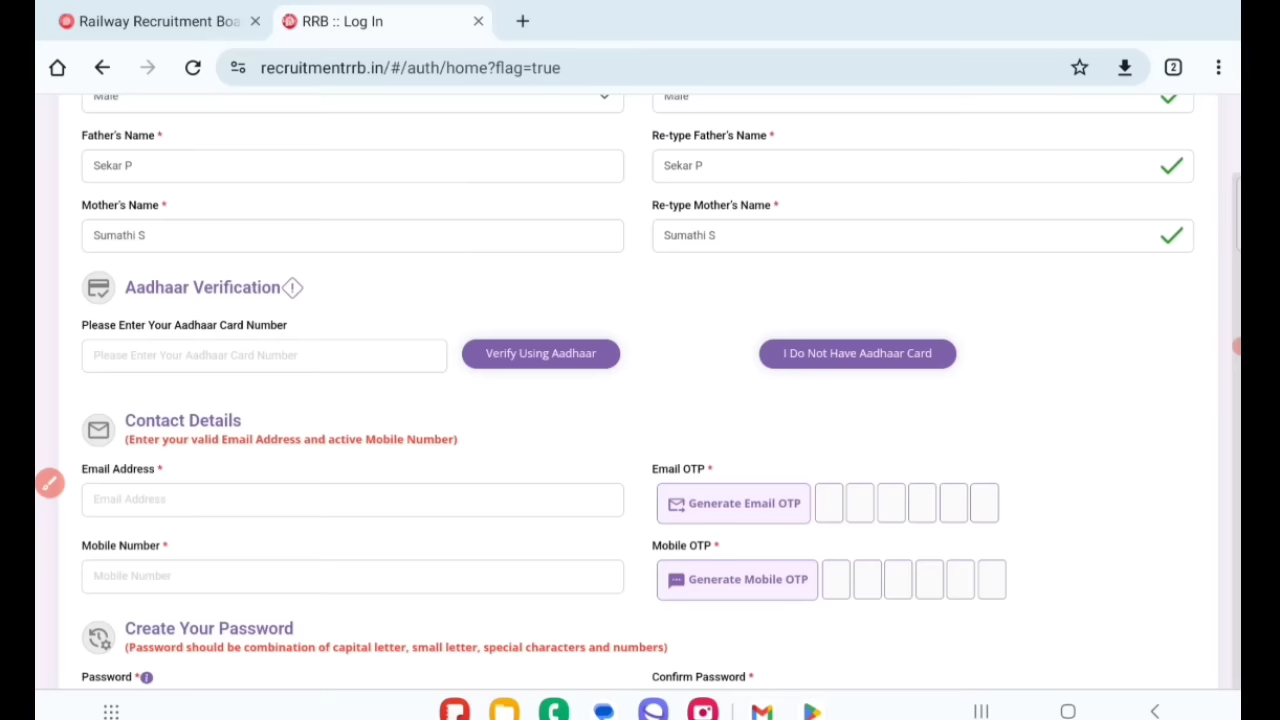 Railway Recruitment Boa
RRB :: Log In
recruitmentrrb.in/#/auth/home?flag=true
2
Male
Male
Father's Name *
Re-type Father's Name *
Sekar P
Sekar P
Mother's Name *
Re-type Mother's Name *
Sumathi S
Sumathi S
Aadhaar Verification
Please Enter Your Aadhaar Card Number
Please Enter Your Aadhaar Card Number
Verify Using Aadhaar
I Do Not Have Aadhaar Card
Contact Details
(Enter your valid Email Address and active Mobile Number)
Email Address *
Email OTP *
Email Address
Generate Email OTP
Mobile Number *
Mobile OTP *
Mobile Number
Generate Mobile OTP
Create Your Password
(Password should be combination of capital letter, small letter, special characters and numbers)
Password *
Confirm Password *